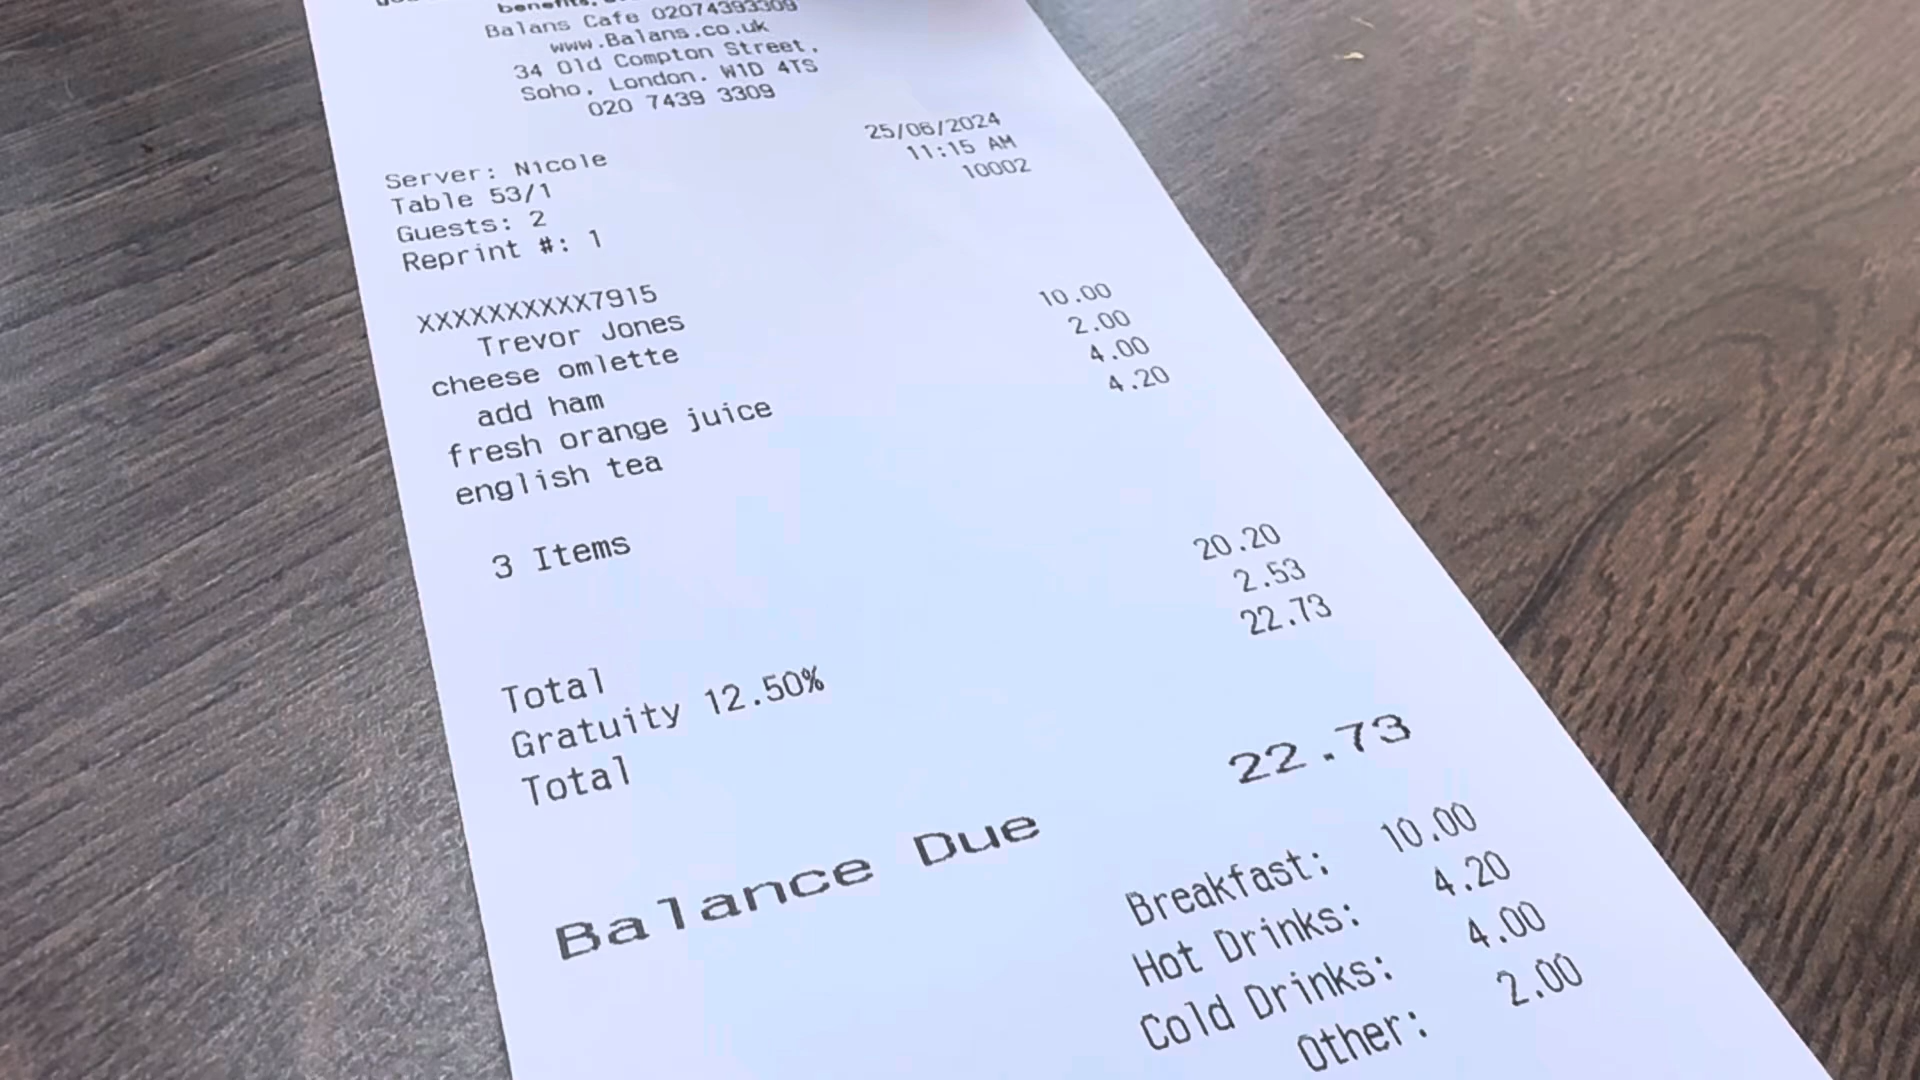 benefits.
Balans Cafe 02074393309
www.Balans.co.uk
34 Old Compton Street,
Soho, London. W1D 4TS
020 7439 3309
25/06/2024
Server: Nicole 11:15 AM
Table 53/1 10002
Guests: 2
Reprint #: 1
XXXXXXXXXX7915
Trevor Jones
cheese omlette 10.00
add ham 2.00
fresh orange juice 4.00
english tea 4.20
3 Items
Total 20.20
Gratuity 12.50% 2.53
Total 22.73
Balance Due 22.73
Breakfast: 10.00
Hot Drinks: 4.20
Cold Drinks: 4.00
Other: 2.00